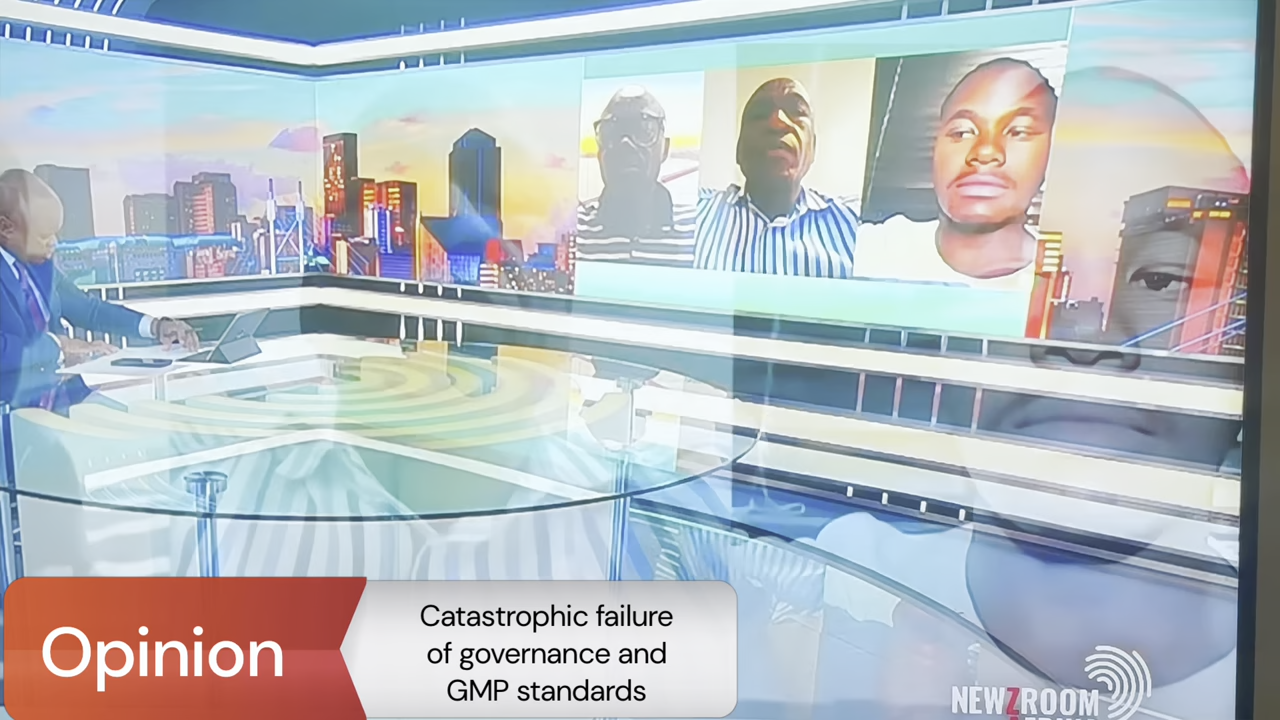 Opinion
Catastrophic failure
of governance and
GMP standards
NEWZROOM